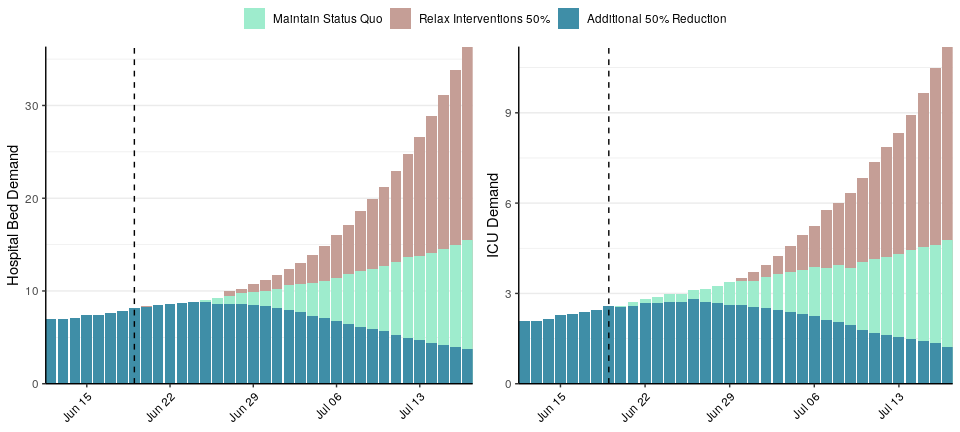 Maintain Status Quo Relax Interventions 50% Additional 50% Reduction
Hospital Bed Demand
30
20
10
0
Jun 15 Jun 22 Jun 29 Jul 06 Jul 13
ICU Demand
9
6
3
0
Jun 15 Jun 22 Jun 29 Jul 06 Jul 13